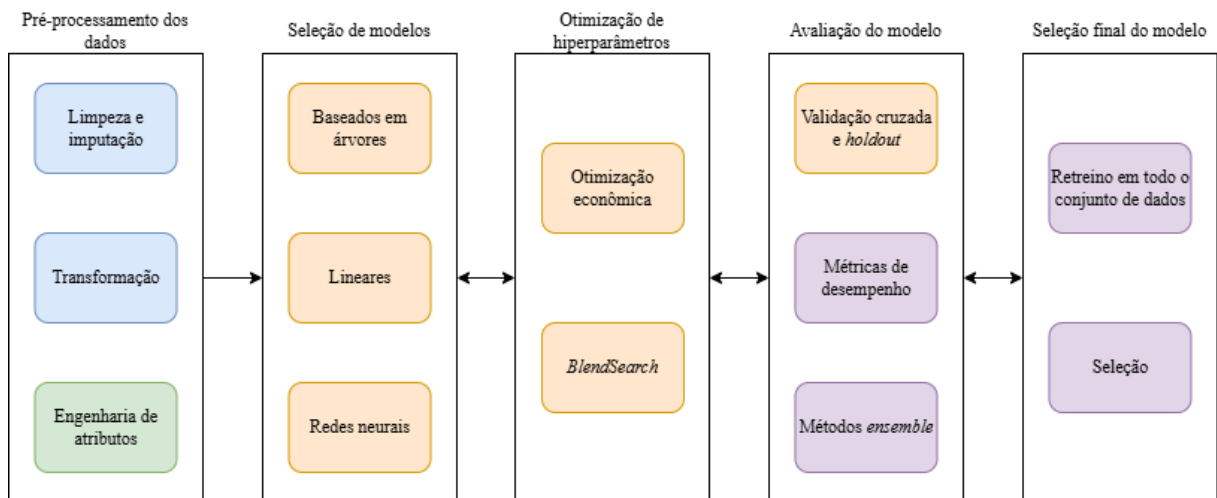 Pré-processamento dos
dados
Limpeza e
imputação
Transformação
Engenharia de
atributos
Seleção de modelos
Baseados em
árvores
Lineares
Redes neurais
Otimização de
hiperparâmetros
Otimização
econômica
BlendSearch
Avaliação do modelo
Validação cruzada
e holdout
Métricas de
desempenho
Métodos ensemble
Seleção final do modelo
Retreino em todo o
conjunto de dados
Seleção